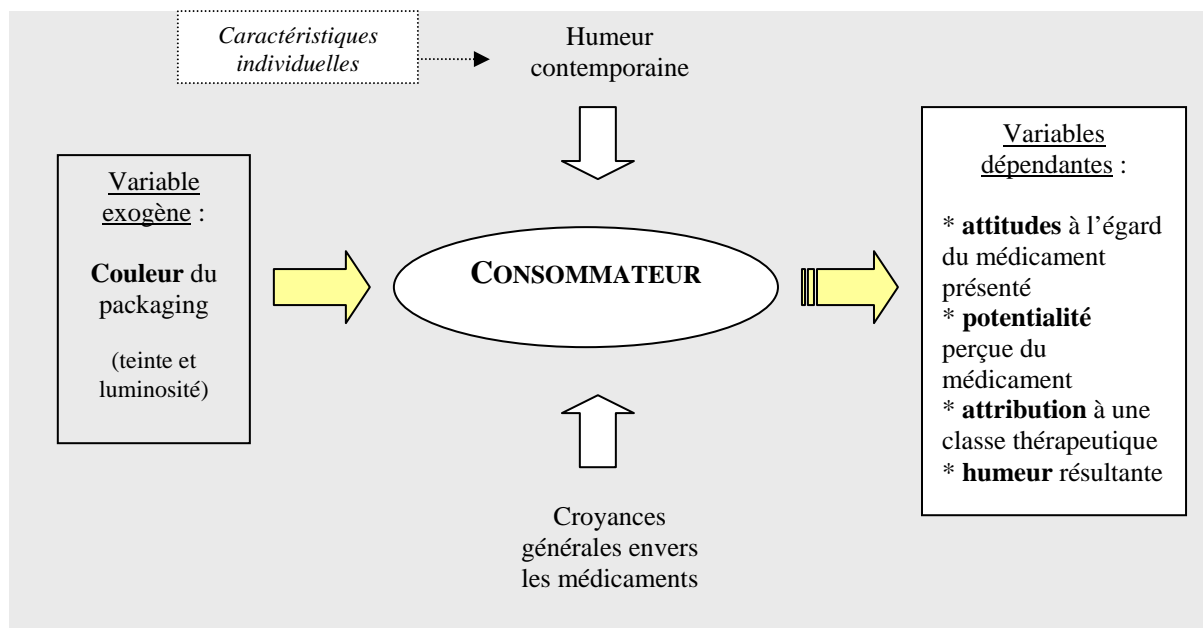 Caractéristiques
individuelles
Humeur
contemporaine
Variable
exogène :
Couleur du
packaging
(teinte et
luminosité)
CONSOMMATEUR
Variables
dépendantes :
* attitudes à l'égard
du médicament
présenté
* potentialité
perçue du
médicament
* attribution à une
classe thérapeutique
* humeur résultante
Croyances
générales envers
les médicaments